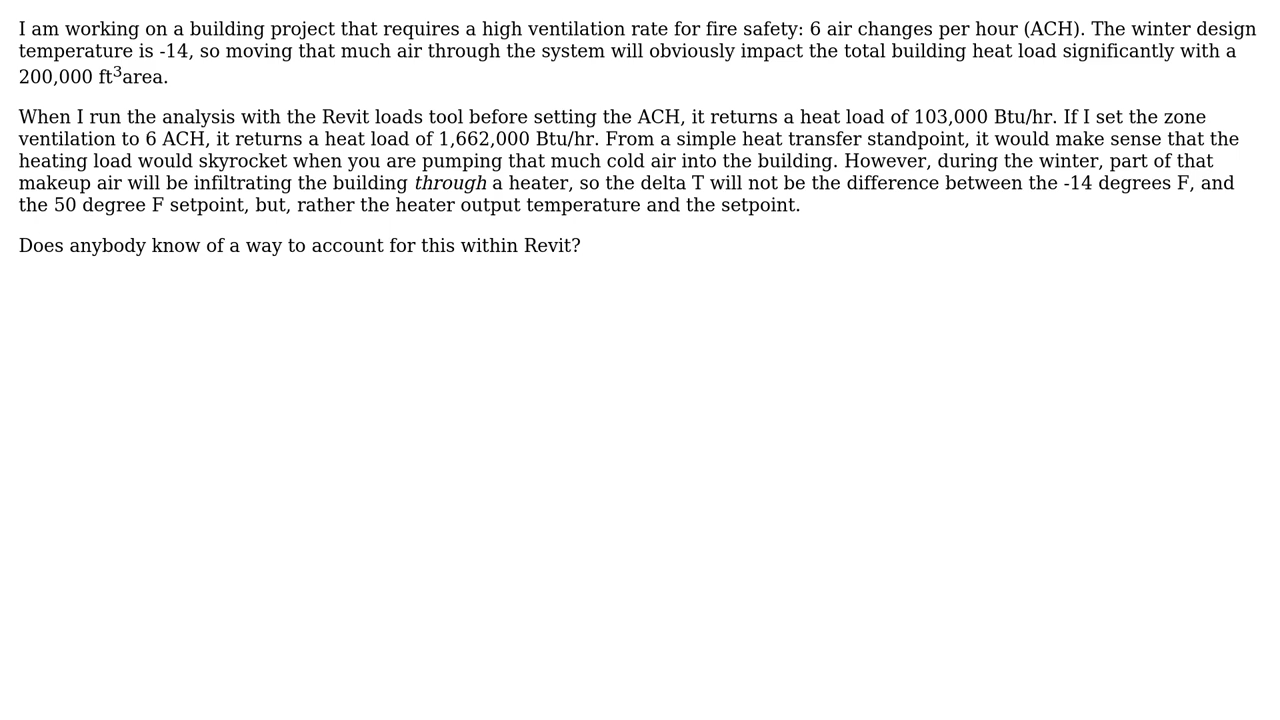 I am working on a building project that requires a high ventilation rate for fire safety: 6 air changes per hour (ACH). The winter design
temperature is -14, so moving that much air through the system will obviously impact the total building heat load significantly with a
200,000 ft³area.
When I run the analysis with the Revit loads tool before setting the ACH, it returns a heat load of 103,000 Btu/hr. If I set the zone
ventilation to 6 ACH, it returns a heat load of 1,662,000 Btu/hr. From a simple heat transfer standpoint, it would make sense that the
heating load would skyrocket when you are pumping that much cold air into the building. However, during the winter, part of that
makeup air will be infiltrating the building through a heater, so the delta T will not be the difference between the -14 degrees F, and
the 50 degree F setpoint, but, rather the heater output temperature and the setpoint.
Does anybody know of a way to account for this within Revit?